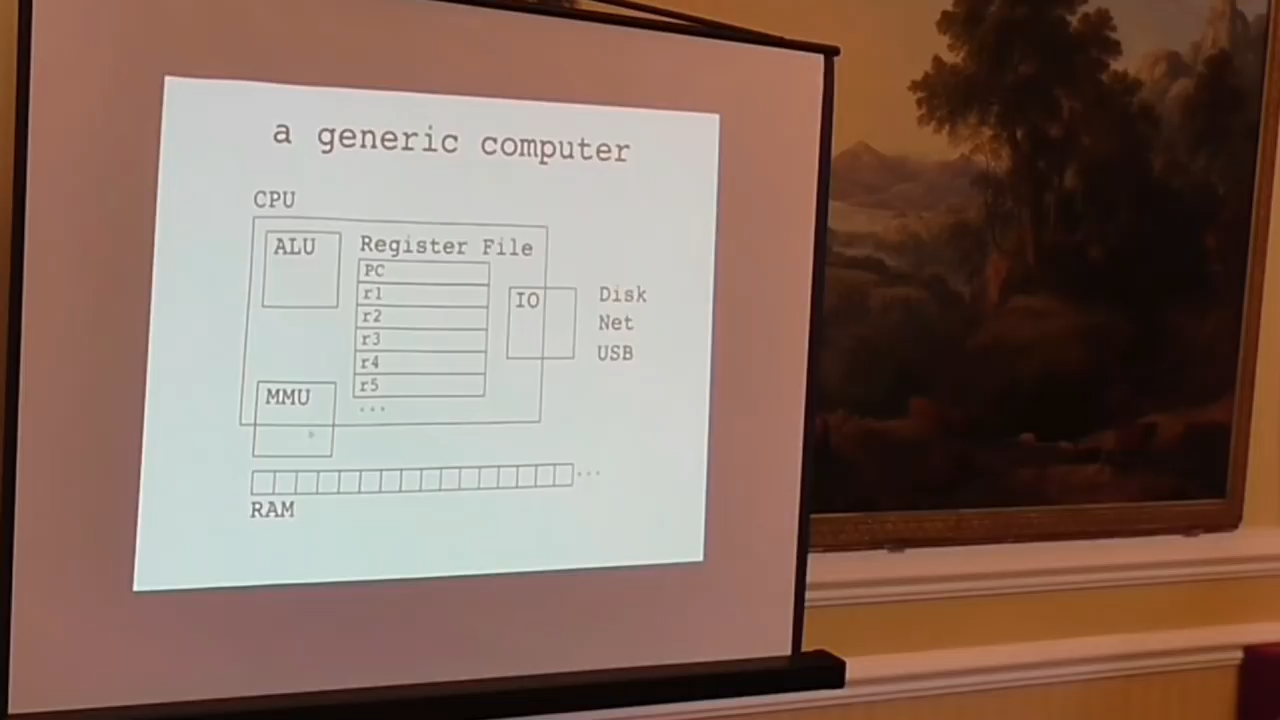 a generic computer
CPU
ALU
Register File
PC
r1
r2
r3
r4
r5
...
IO
Disk
Net
USB
MMU
...
RAM